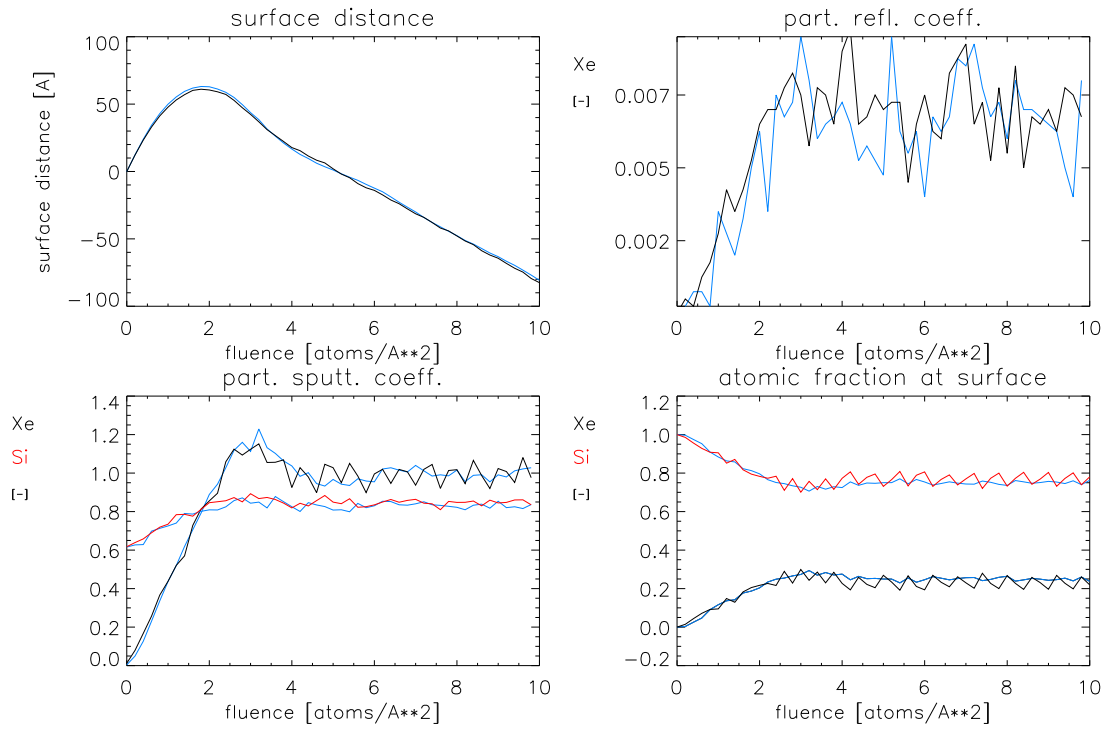 surface distance
100
50
0
−50
−100
surface distance [A]
0 2 4 6 8 10
fluence [atoms/A**2]
part. refl. coeff.
Xe
[-]
0.007
0.005
0.002
0 2 4 6 8 10
fluence [atoms/A**2]
part. sputt. coeff.
Xe
Si
[-]
1.4
1.2
1.0
0.8
0.6
0.4
0.2
0.0
0 2 4 6 8 10
fluence [atoms/A**2]
atomic fraction at surface
Xe
Si
[-]
1.2
1.0
0.8
0.6
0.4
0.2
0.0
−0.2
0 2 4 6 8 10
fluence [atoms/A**2]